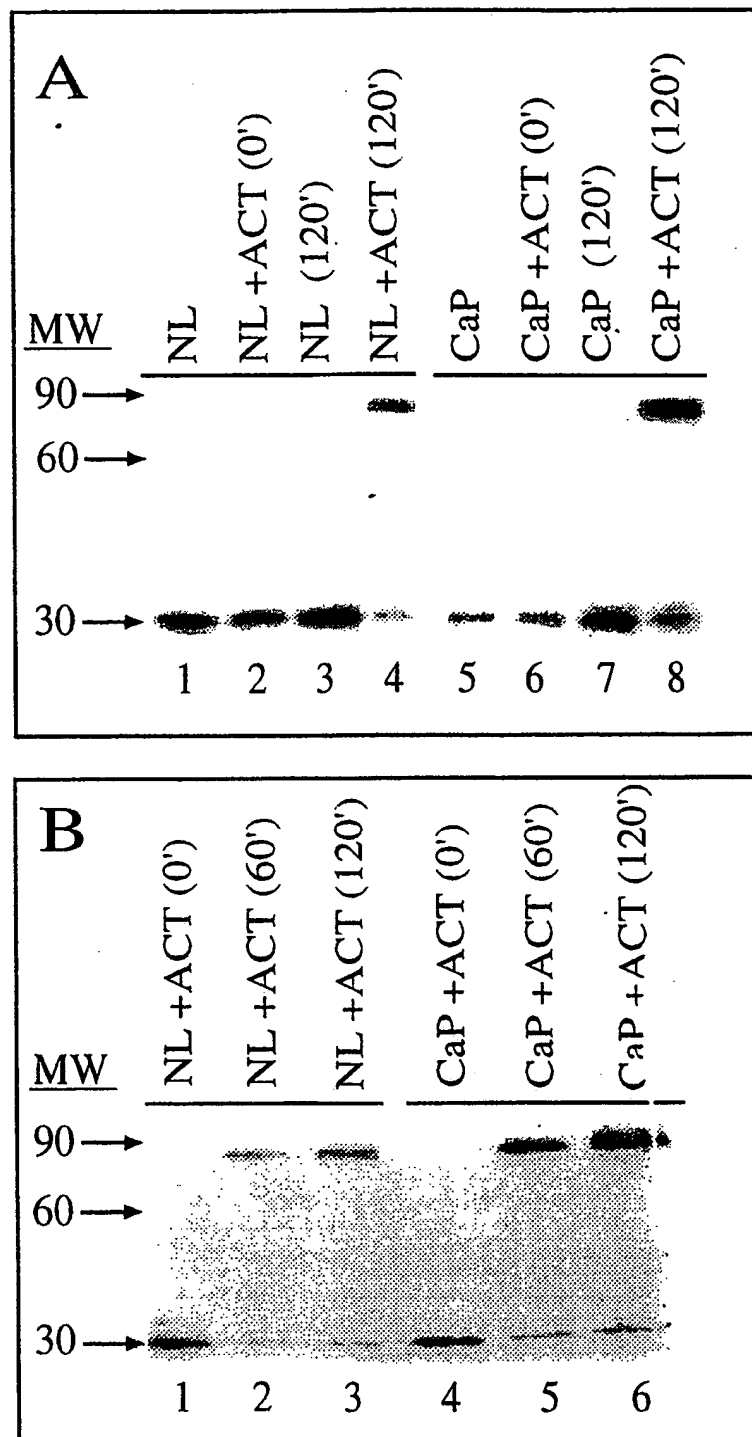 A
MW
NL
NL +ACT (0')
NL (120')
NL +ACT (120')
CaP
CaP +ACT (0')
CaP (120')
CaP +ACT (120')
90
60
30
1 2 3 4 5 6 7 8
B
MW
NL +ACT (0')
NL +ACT (60')
NL +ACT (120')
CaP +ACT (0')
CaP +ACT (60')
CaP +ACT (120')
90
60
30
1 2 3 4 5 6